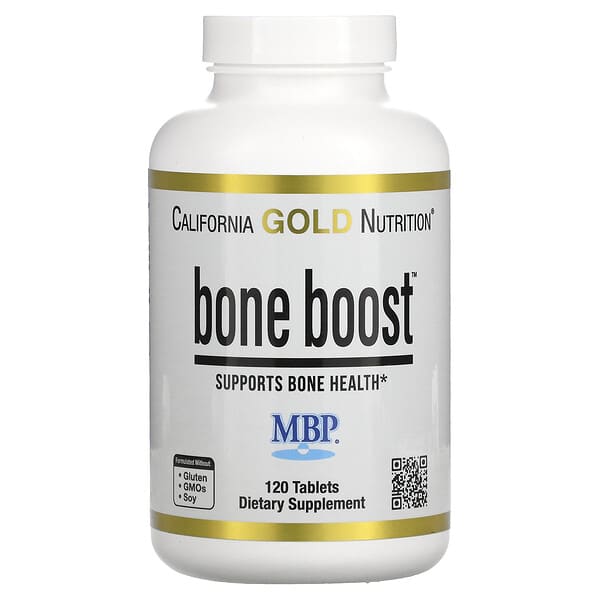 CALIFORNIA GOLD NUTRITION®
bone boost™
SUPPORTS BONE HEALTH*
MBP®
Formulated Without:
• Gluten
• GMOs
• Soy
120 Tablets
Dietary Supplement